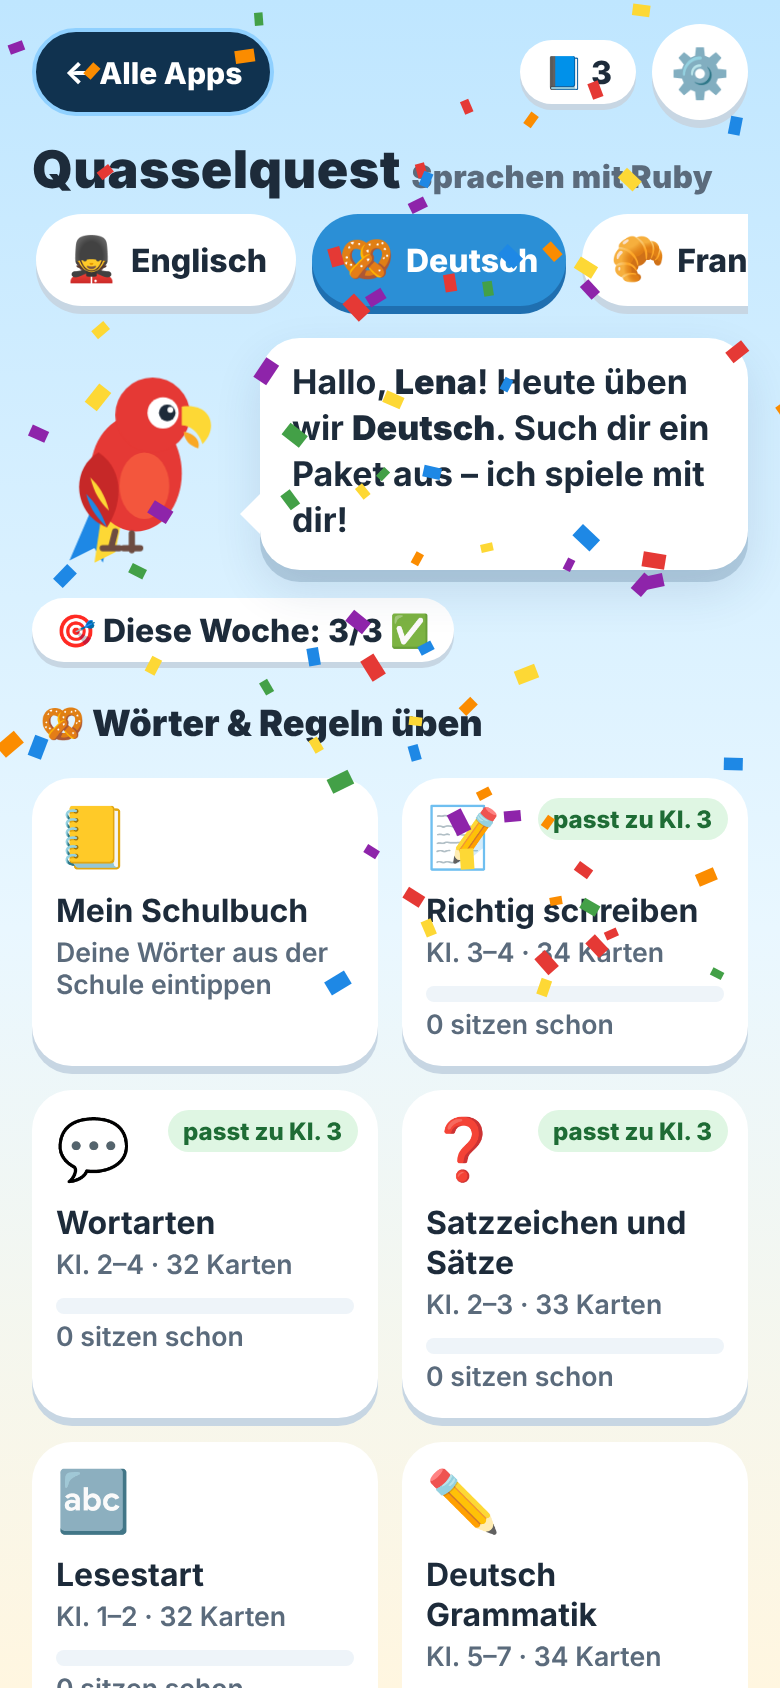 ← Alle Apps
3
Quasselquest Sprachen mit Ruby
Englisch
Deutsch
Fran
Hallo, Lena! Heute üben
wir Deutsch. Such dir ein
Paket aus – ich spiele mit
dir!
Diese Woche: 3/3
Wörter & Regeln üben
Mein Schulbuch
Deine Wörter aus der
Schule eintippen
passt zu Kl. 3
Richtig schreiben
Kl. 3–4 · 34 Karten
0 sitzen schon
passt zu Kl. 3
Wortarten
Kl. 2–4 · 32 Karten
0 sitzen schon
passt zu Kl. 3
Satzzeichen und
Sätze
Kl. 2–3 · 33 Karten
0 sitzen schon
abc
Lesestart
Kl. 1–2 · 32 Karten
0 sitzen schon
Deutsch
Grammatik
Kl. 5–7 · 34 Karten